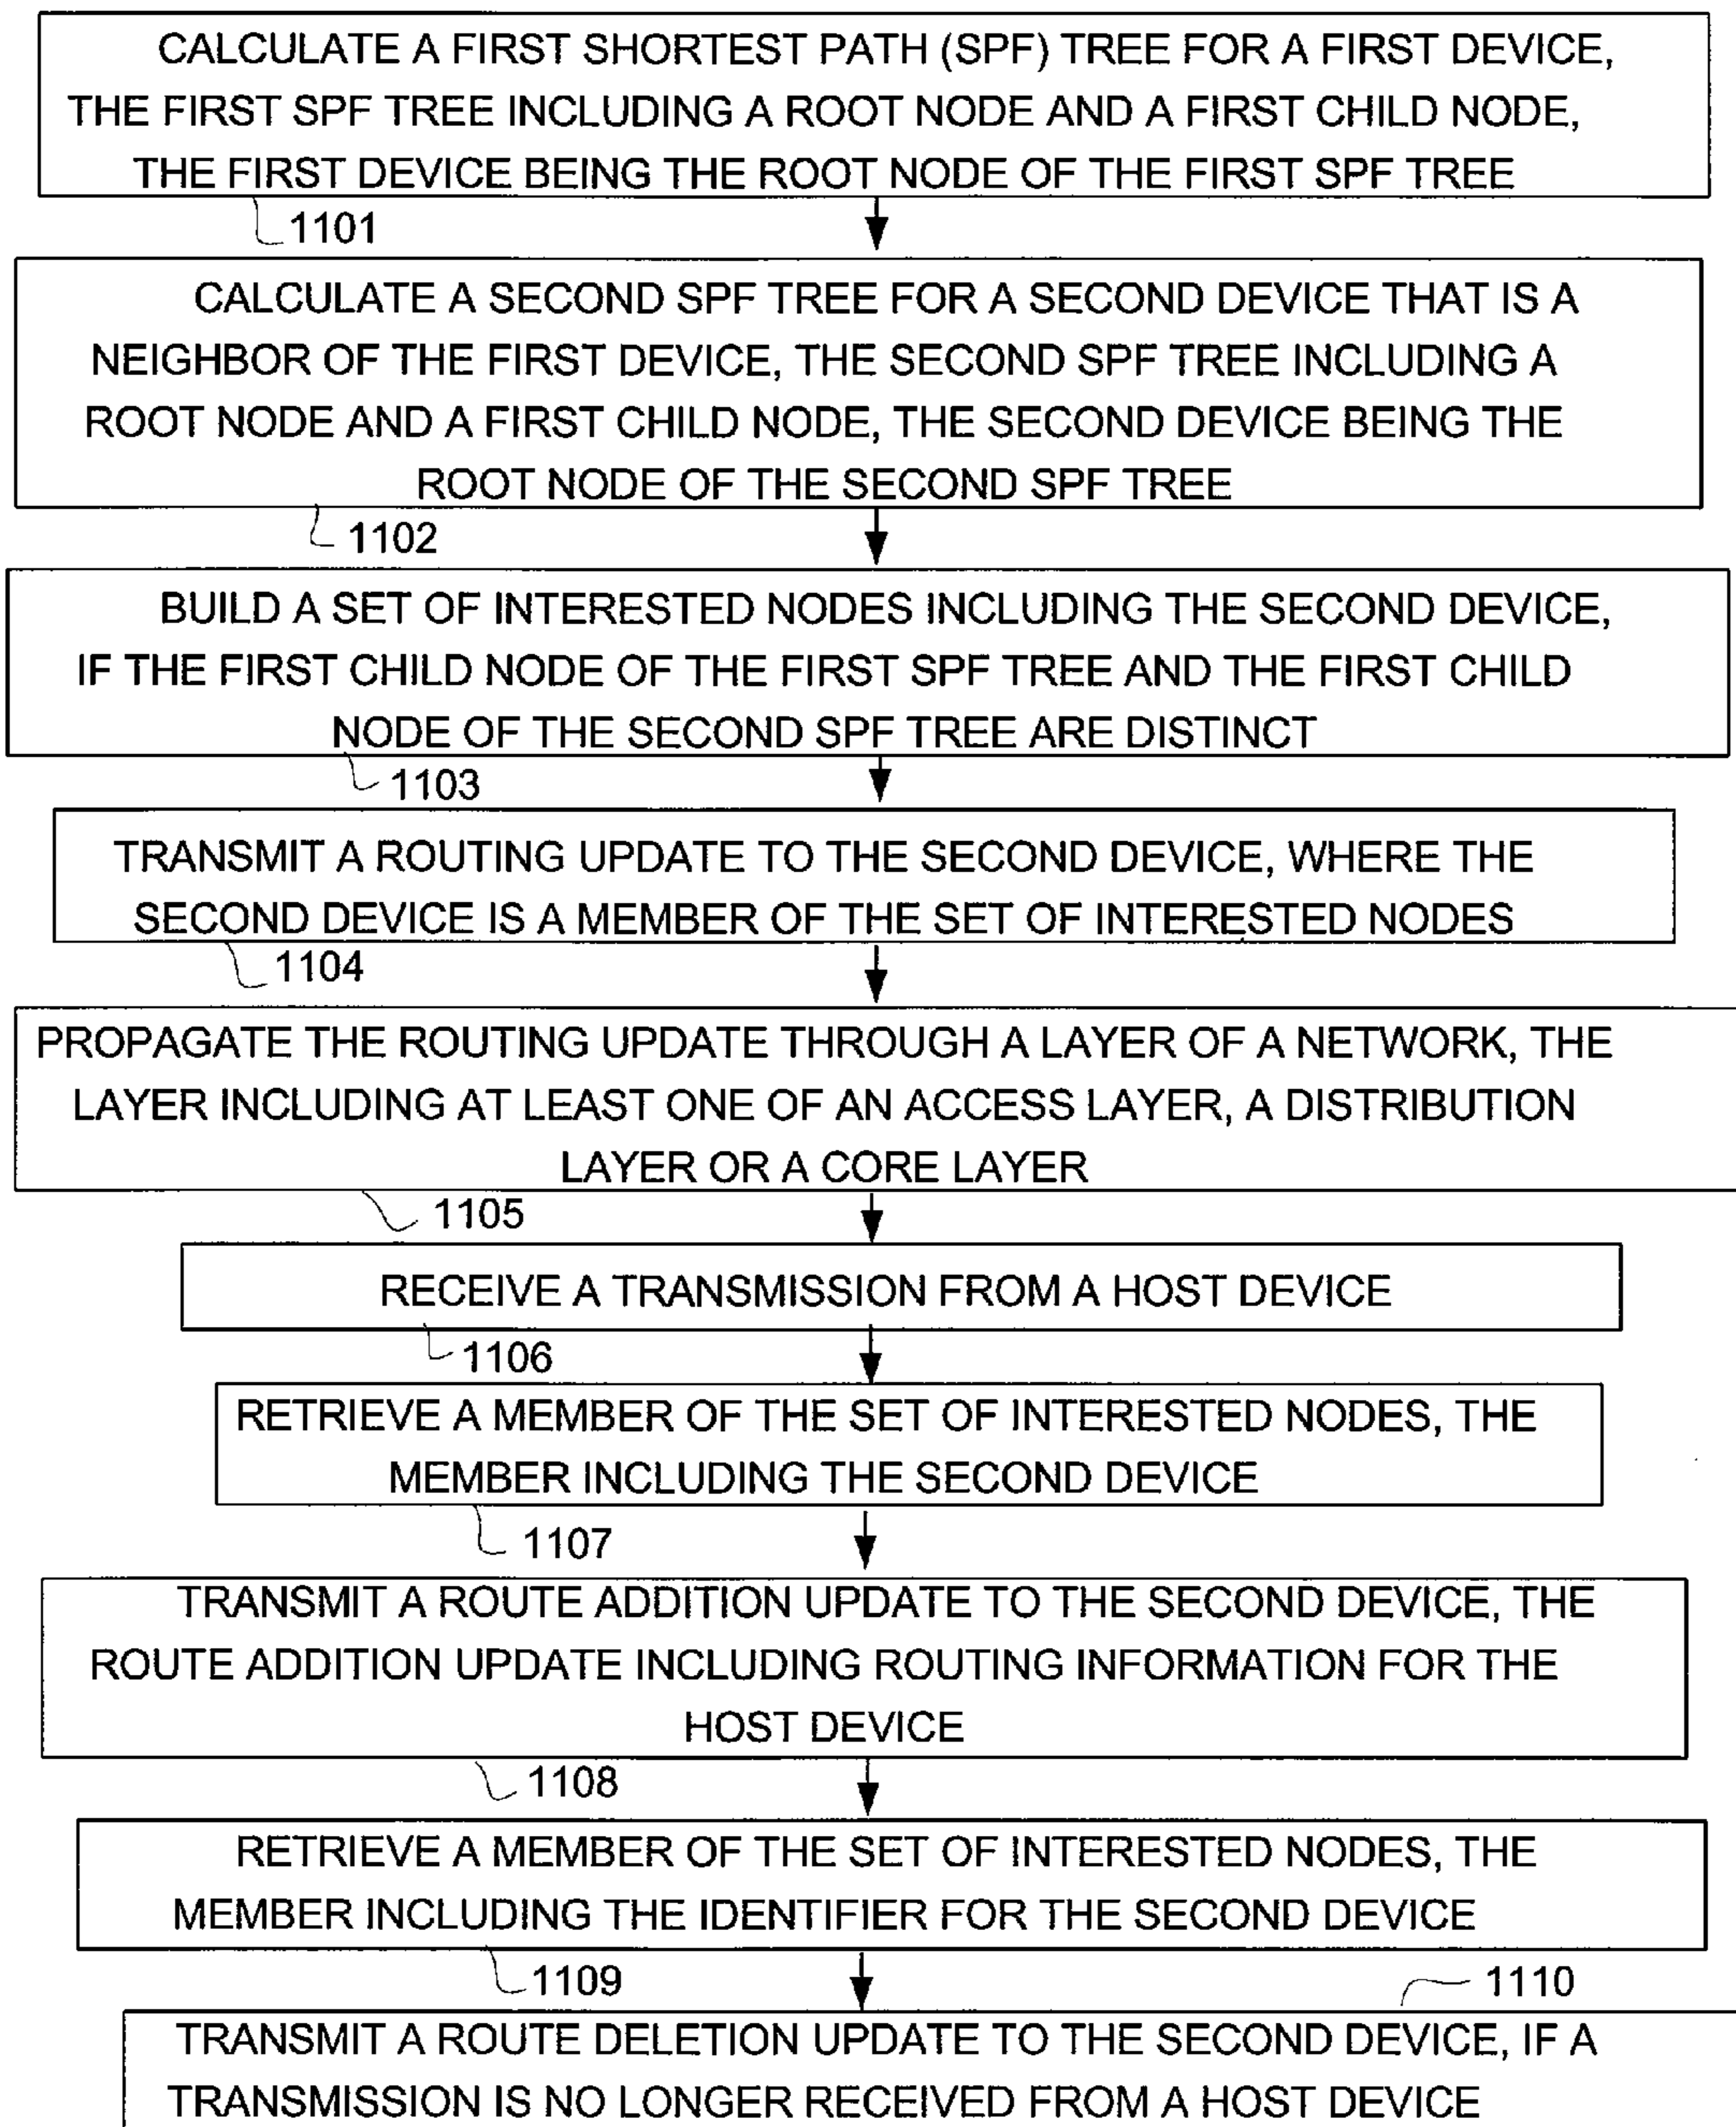 CALCULATE A FIRST SHORTEST PATH (SPF) TREE FOR A FIRST DEVICE,
THE FIRST SPF TREE INCLUDING A ROOT NODE AND A FIRST CHILD NODE,
THE FIRST DEVICE BEING THE ROOT NODE OF THE FIRST SPF TREE
1101
CALCULATE A SECOND SPF TREE FOR A SECOND DEVICE THAT IS A
NEIGHBOR OF THE FIRST DEVICE, THE SECOND SPF TREE INCLUDING A
ROOT NODE AND A FIRST CHILD NODE, THE SECOND DEVICE BEING THE
ROOT NODE OF THE SECOND SPF TREE
1102
BUILD A SET OF INTERESTED NODES INCLUDING THE SECOND DEVICE,
IF THE FIRST CHILD NODE OF THE FIRST SPF TREE AND THE FIRST CHILD
NODE OF THE SECOND SPF TREE ARE DISTINCT
1103
TRANSMIT A ROUTING UPDATE TO THE SECOND DEVICE, WHERE THE
SECOND DEVICE IS A MEMBER OF THE SET OF INTERESTED NODES
1104
PROPAGATE THE ROUTING UPDATE THROUGH A LAYER OF A NETWORK, THE
LAYER INCLUDING AT LEAST ONE OF AN ACCESS LAYER, A DISTRIBUTION
LAYER OR A CORE LAYER
1105
RECEIVE A TRANSMISSION FROM A HOST DEVICE
1106
RETRIEVE A MEMBER OF THE SET OF INTERESTED NODES, THE
MEMBER INCLUDING THE SECOND DEVICE
1107
TRANSMIT A ROUTE ADDITION UPDATE TO THE SECOND DEVICE, THE
ROUTE ADDITION UPDATE INCLUDING ROUTING INFORMATION FOR THE
HOST DEVICE
1108
RETRIEVE A MEMBER OF THE SET OF INTERESTED NODES, THE
MEMBER INCLUDING THE IDENTIFIER FOR THE SECOND DEVICE
1109
1110
TRANSMIT A ROUTE DELETION UPDATE TO THE SECOND DEVICE, IF A
TRANSMISSION IS NO LONGER RECEIVED FROM A HOST DEVICE